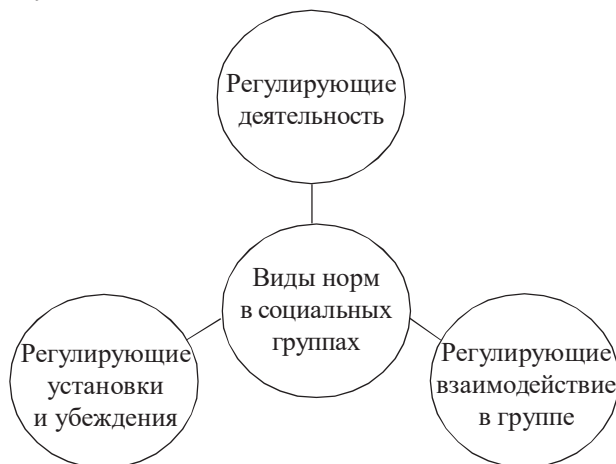 Регулирующие
деятельность
Виды норм
в социальных
группах
Регулирующие
установки
и убеждения
Регулирующие
взаимодействие
в группе